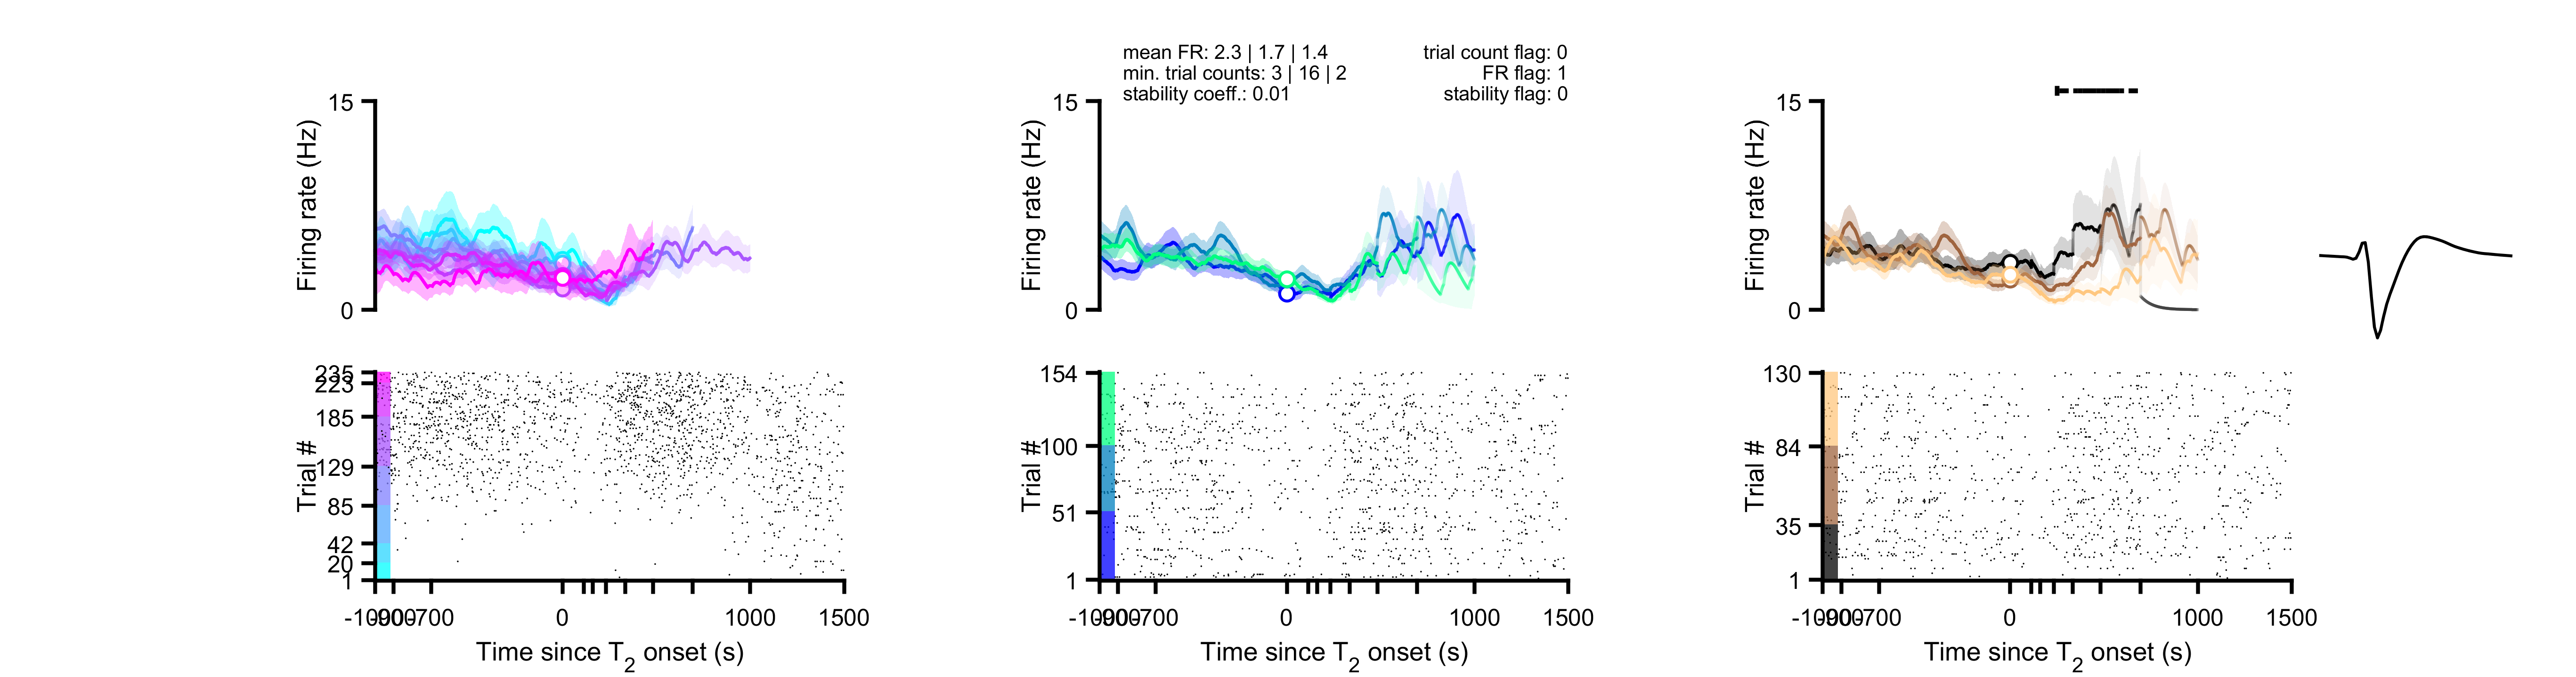 mean FR: 2.3 | 1.7 | 1.4
min. trial counts: 3 | 16 | 2
stability coeff.: 0.01
trial count flag: 0
FR flag: 1
stability flag: 0
15
Firing rate (Hz)
0
15
Firing rate (Hz)
0
15
Firing rate (Hz)
0
235
223
185
129
85
42
20
1
Trial #
0
1000
1500
-700
Time since T2 onset (s)
154
100
51
1
Trial #
-700
0
1000
1500
Time since T2 onset (s)
130
84
35
1
Trial #
-700
0
1000
1500
Time since T2 onset (s)